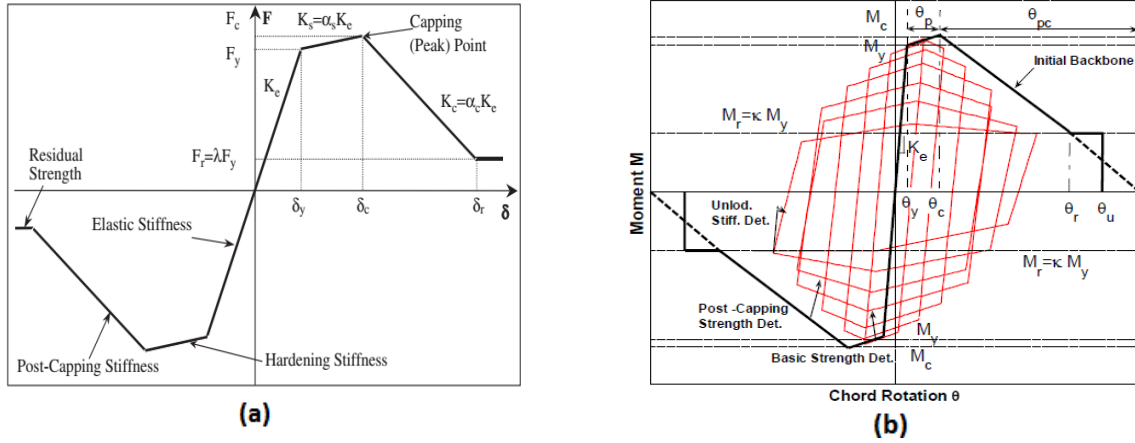 F_c
F
K_s=α_sK_e
Capping
(Peak) Point
F_y
K_e
K_c=α_cK_e
F_r=λF_y
Residual
Strength
δ_y
δ_c
δ_r
δ
Elastic Stiffness
Post-Capping Stiffness
Hardening Stiffness
(a)
M_c
θ_p
θ_pc
M_y
Initial Backbone
M_r=κ M_y
K_e
Moment M
Unlod.
Stiff. Det.
θ_y
θ_c
θ_r
θ_u
M_r=κ M_y
Post -Capping
Strength Det.
M_y
Basic Strength Det.
M_c
Chord Rotation θ
(b)